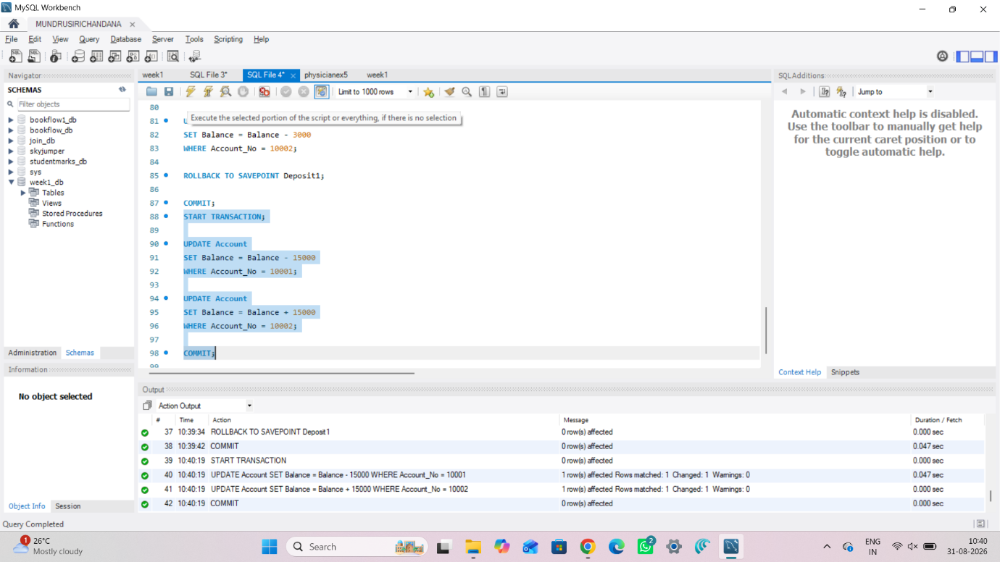 MySQL Workbench
MUNDRUSIRICHANDANA
File Edit View Query Database Server Tools Scripting Help
Navigator
SCHEMAS
Filter objects
bookflow1_db
bookflow_db
join_db
skyjumper
studentmarks_db
sys
week1_db
Tables
Views
Stored Procedures
Functions
Administration Schemas
Information
No object selected
Object Info Session
week1 SQL File 3* SQL File 4* physicianex5 week1
Limit to 1000 rows
Execute the selected portion of the script or everything, if there is no selection
80
81 U
82 SET Balance = Balance - 3000
83 WHERE Account_No = 10002;
84
85 ROLLBACK TO SAVEPOINT Deposit1;
86
87 COMMIT;
88 START TRANSACTION;
89
90 UPDATE Account
91 SET Balance = Balance - 15000
92 WHERE Account_No = 10001;
93
94 UPDATE Account
95 SET Balance = Balance + 15000
96 WHERE Account_No = 10002;
97
98 COMMIT;
99
SQLAdditions
Jump to
Automatic context help is disabled.
Use the toolbar to manually get help
for the current caret position or to
toggle automatic help.
Context Help Snippets
Output
Action Output
# Time Action Message Duration / Fetch
37 10:39:34 ROLLBACK TO SAVEPOINT Deposit1 0 row(s) affected 0.000 sec
38 10:39:42 COMMIT 0 row(s) affected 0.047 sec
39 10:40:19 START TRANSACTION 0 row(s) affected 0.000 sec
40 10:40:19 UPDATE Account SET Balance = Balance - 15000 WHERE Account_No = 10001 1 row(s) affected Rows matched: 1 Changed: 1 Warnings: 0 0.047 sec
41 10:40:19 UPDATE Account SET Balance = Balance + 15000 WHERE Account_No = 10002 1 row(s) affected Rows matched: 1 Changed: 1 Warnings: 0 0.000 sec
42 10:40:19 COMMIT 0 row(s) affected 0.000 sec
Query Completed
1
26°C
Mostly cloudy
Search
2
ENG
IN
10:40
31-08-2026